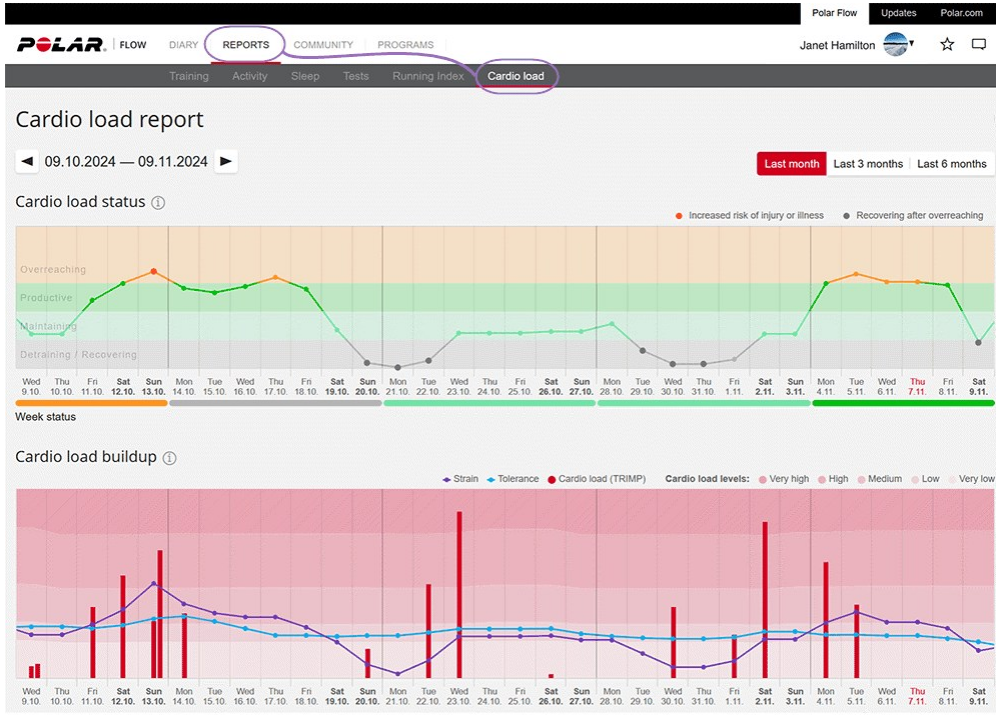 Polar Flow Updates Polar.com
POLAR. FLOW DIARY REPORTS COMMUNITY PROGRAMS Janet Hamilton
Training Activity Sleep Tests Running Index Cardio load
Cardio load report
09.10.2024 — 09.11.2024
Last month Last 3 months Last 6 months
Cardio load status
Increased risk of injury or illness Recovering after overreaching
Overreaching
Productive
Maintaining
Detraining / Recovering
Wed Thu Fri Sat Sun Mon Tue Wed Thu Fri Sat Sun Mon Tue Wed Thu Fri Sat Sun Mon Tue Wed Thu Fri Sat Sun Mon Tue Wed Thu Fri Sat
9.10. 10.10. 11.10. 12.10. 13.10. 14.10. 15.10. 16.10. 17.10. 18.10. 19.10. 20.10. 21.10. 22.10. 23.10. 24.10. 25.10. 26.10. 27.10. 28.10. 29.10. 30.10. 31.10. 1.11. 2.11. 3.11. 4.11. 5.11. 6.11. 7.11. 8.11. 9.11.
Week status
Cardio load buildup
Strain Tolerance Cardio load (TRIMP) Cardio load levels: Very high High Medium Low Very low
Wed Thu Fri Sat Sun Mon Tue Wed Thu Fri Sat Sun Mon Tue Wed Thu Fri Sat Sun Mon Tue Wed Thu Fri Sat Sun Mon Tue Wed Thu Fri Sat
9.10. 10.10. 11.10. 12.10. 13.10. 14.10. 15.10. 16.10. 17.10. 18.10. 19.10. 20.10. 21.10. 22.10. 23.10. 24.10. 25.10. 26.10. 27.10. 28.10. 29.10. 30.10. 31.10. 1.11. 2.11. 3.11. 4.11. 5.11. 6.11. 7.11. 8.11. 9.11.